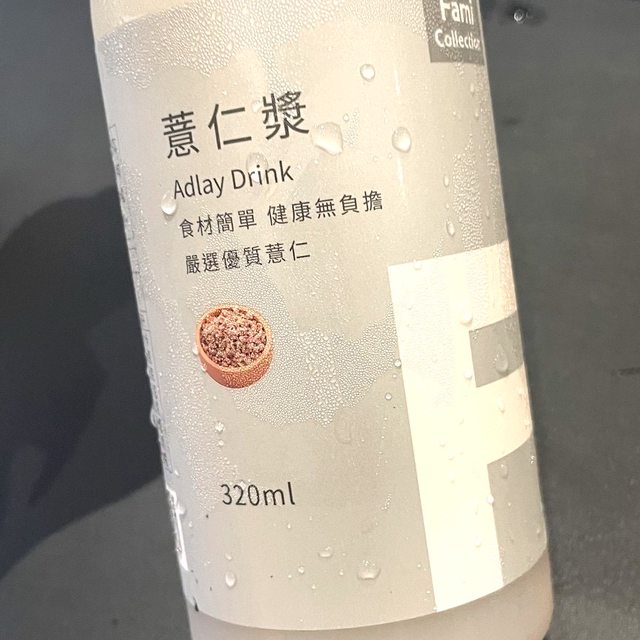 Fami
Collection
薏仁漿
Adlay Drink
食材簡單 健康無負擔
嚴選優質薏仁
320ml
F